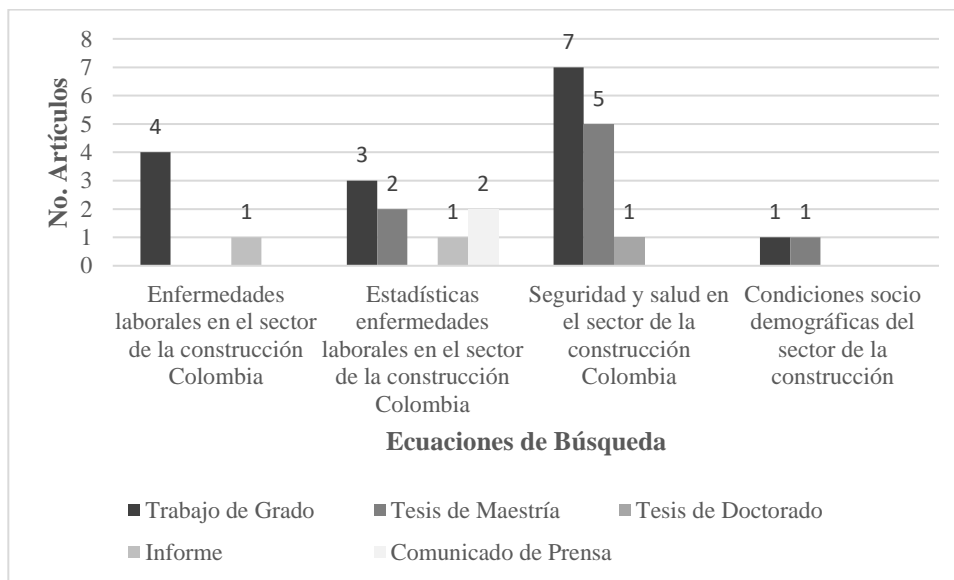 No. Artículos
8
7
6
5
4
3
2
1
0
4
1
3
2
1
2
7
5
1
1
1
Enfermedades
laborales en el sector
de la construcción
Colombia
Estadísticas
enfermedades
laborales en el sector
de la construcción
Colombia
Seguridad y salud en
el sector de la
construcción
Colombia
Condiciones socio
demográficas del
sector de la
construcción
Ecuaciones de Búsqueda
Trabajo de Grado
Tesis de Maestría
Tesis de Doctorado
Informe
Comunicado de Prensa